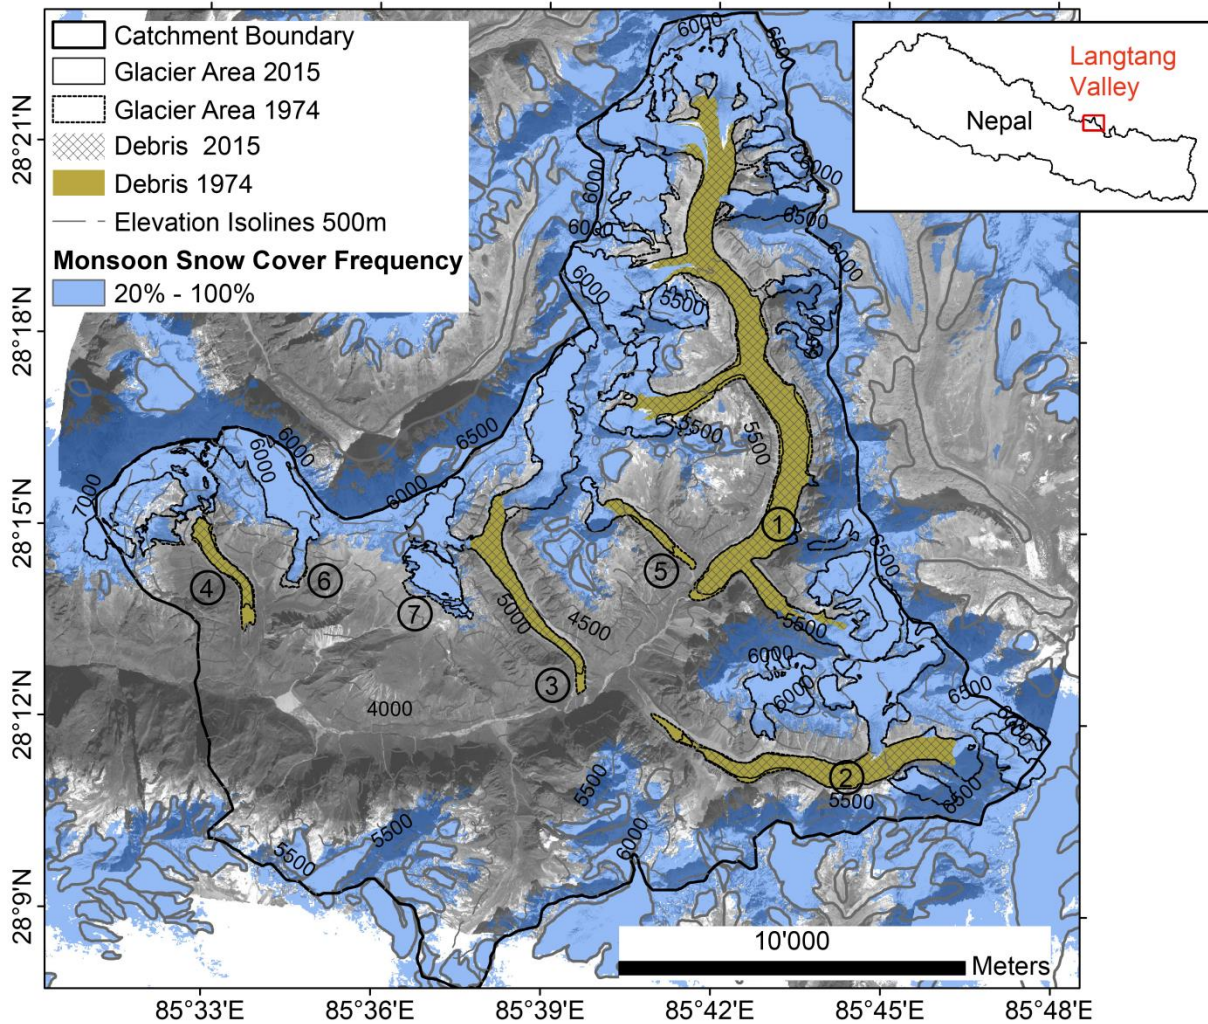 Catchment Boundary
Glacier Area 2015
Glacier Area 1974
Debris 2015
Debris 1974
Elevation Isolines 500m
Monsoon Snow Cover Frequency
20% - 100%
Langtang
Valley
Nepal
28°21'N
28°18'N
28°15'N
28°12'N
28°9'N
6000
6500
6000
6000
6500
6000
6000
6000
5500
6500
5500
5500
6500
6000
6000
6000
7000
1
6500
5
4
6
7
5000
4500
5500
6000
6000
6500
6000
3
4000
2
5500
5500
6500
6000
5500
5500
10'000
Meters
85°33'E
85°36'E
85°39'E
85°42'E
85°45'E
85°48'E